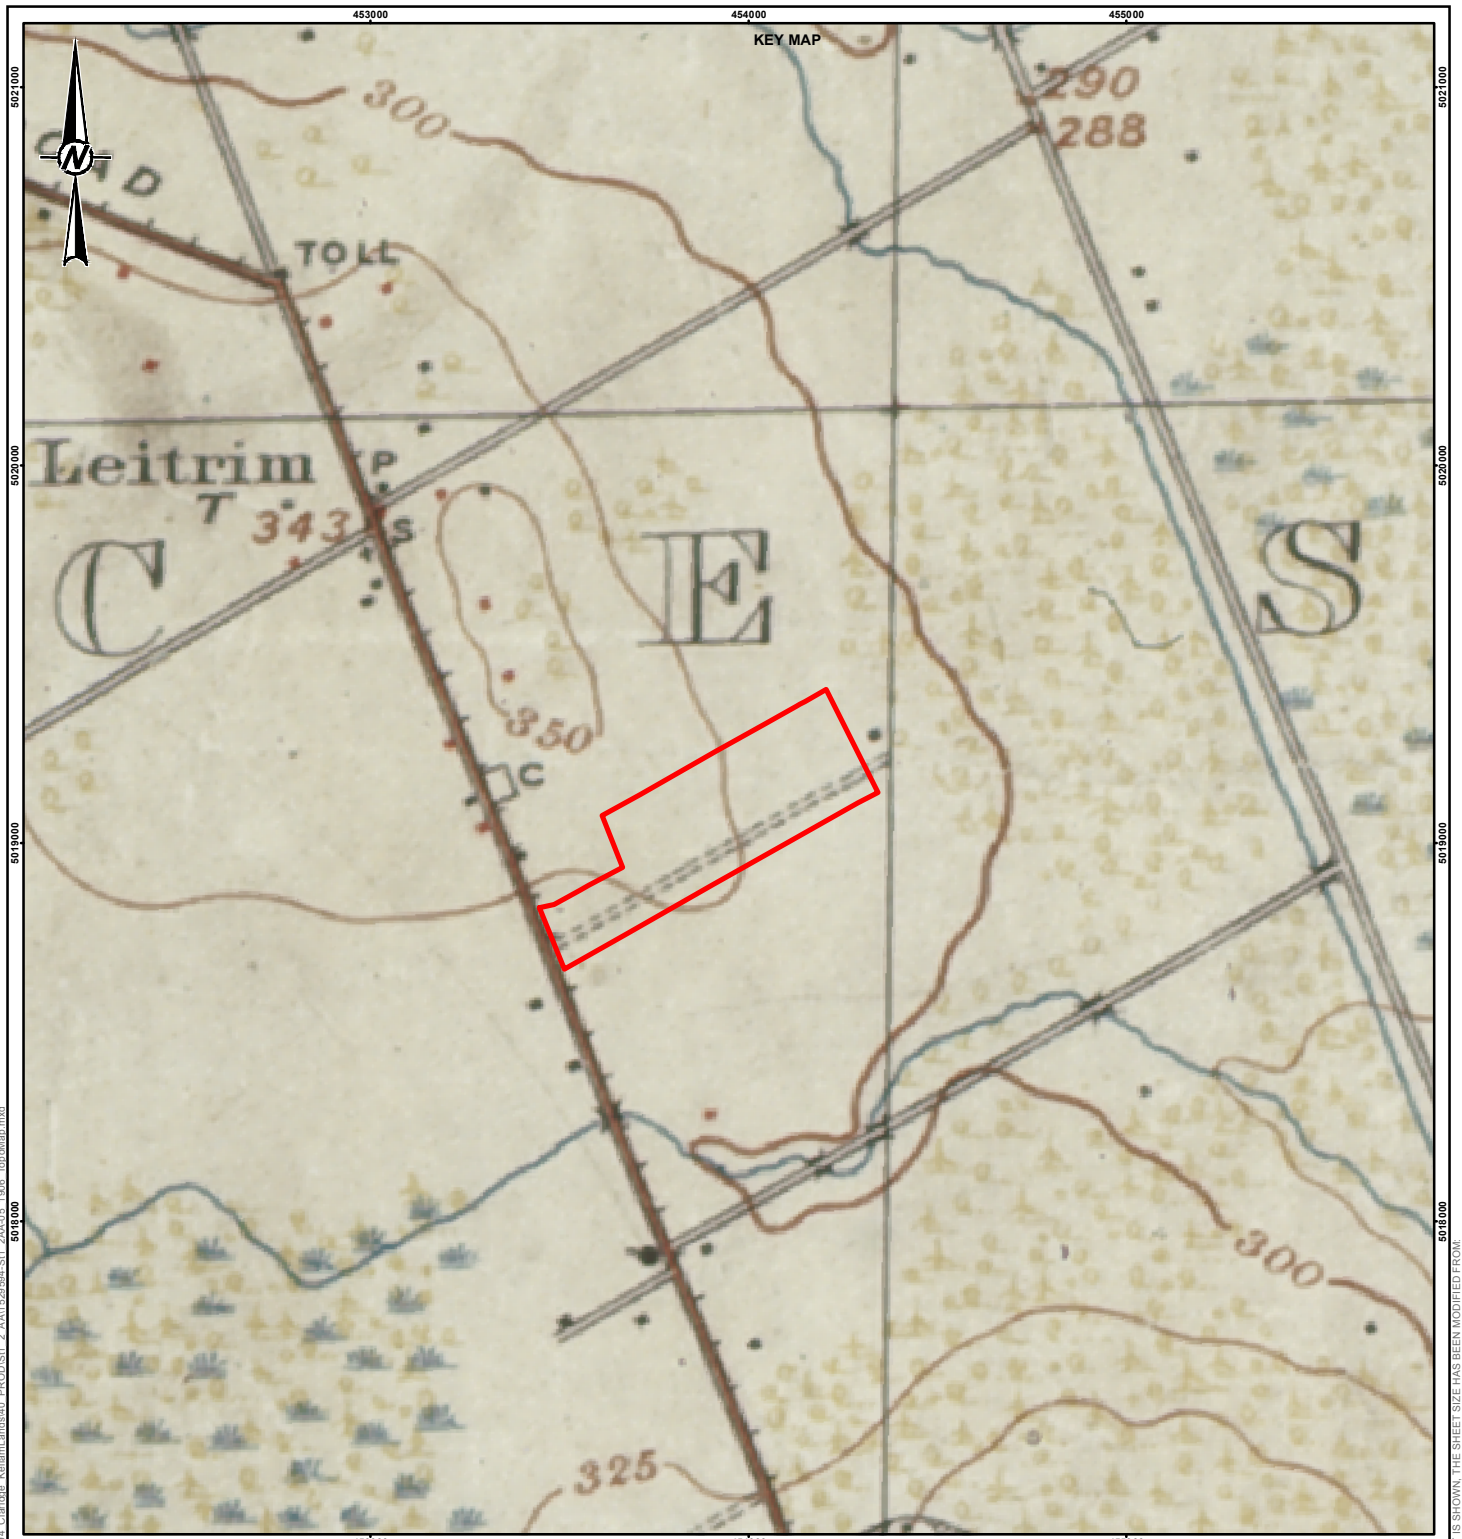 453000 454000 455000
KEY MAP
5021000 5021000
290
300
288
N
OAD
TOLL
P
Leitrim
5020000 5020000
T
343 S
C E S
350
C
5019000 5019000
5018000 5018000
300
325
IS SHOWN, THE SHEET SIZE HAS BEEN MODIFIED FROM: